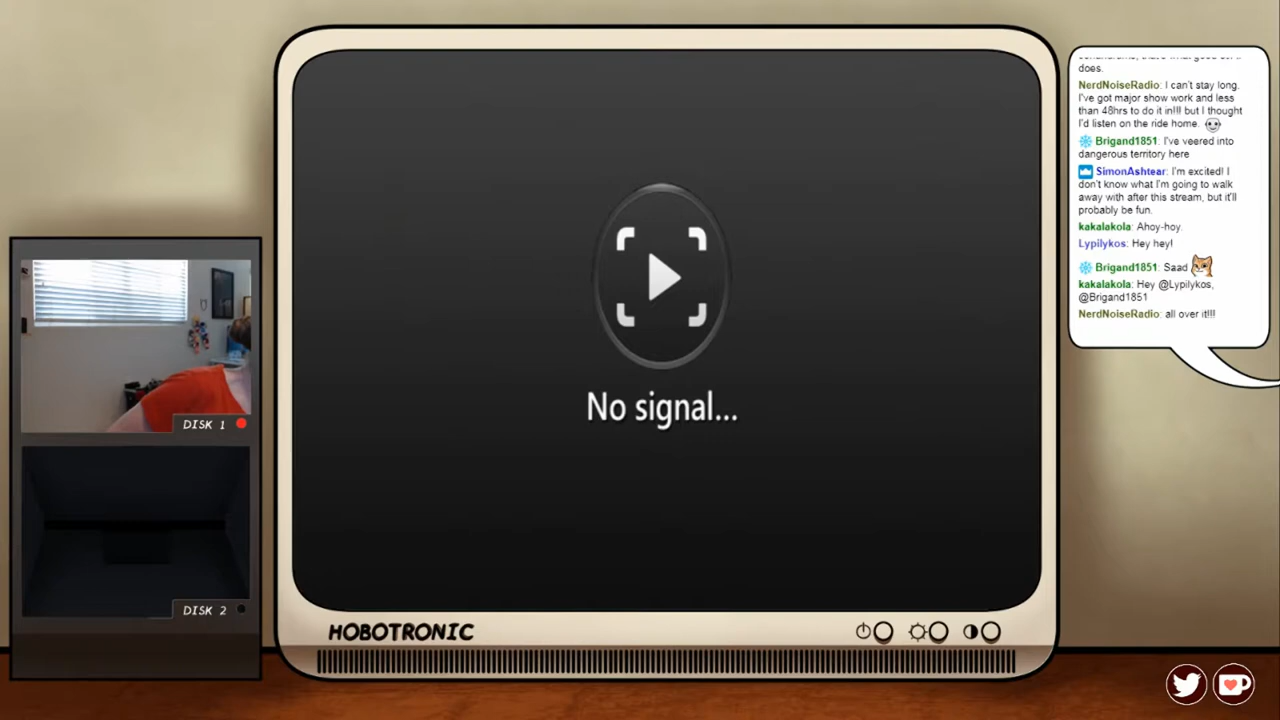 does.
NerdNoiseRadio: I can't stay long.
I've got major show work and less
than 48hrs to do it in!!! but I thought
I'd listen on the ride home.
Brigand1851: I've veered into
dangerous territory here
SimonAshtear: I'm excited! I
don't know what I'm going to walk
away with after this stream, but it'll
probably be fun.
kakalakola: Ahoy-hoy.
Lypilykos: Hey hey!
Brigand1851: Saad
kakalakola: Hey @Lypilykos,
@Brigand1851
NerdNoiseRadio: all over it!!!
No signal...
DISK 1
DISK 2
HOBOTRONIC